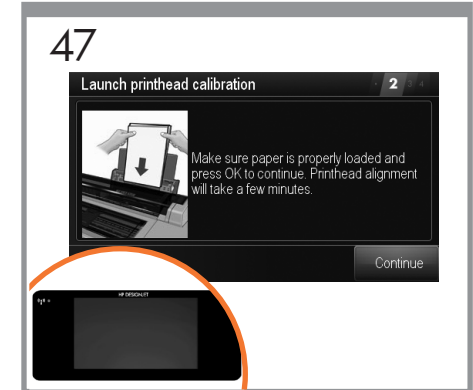 47
Launch printhead calibration
2 3 4
Make sure paper is properly loaded and
press OK to continue. Printhead alignment
will take a few minutes.
Continue
HP DESIGNJET